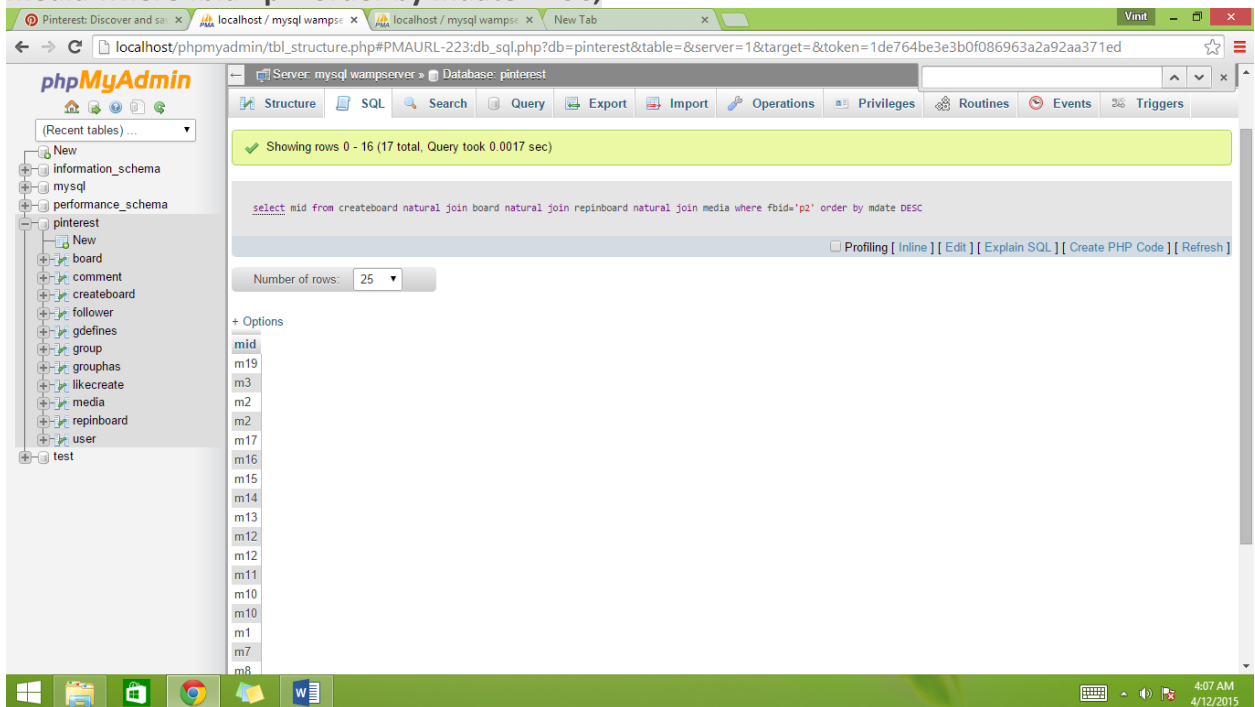 Pinterest: Discover and sav
localhost / mysql wampse
localhost / mysql wampse
New Tab
Vinit
localhost/phpmyadmin/tbl_structure.php#PMAURL-223:db_sql.php?db=pinterest&table=&server=1&target=&token=1de764be3e3b0f086963a2a92aa371ed
phpMyAdmin
Server: mysql wampserver » Database: pinterest
Structure SQL Search Query Export Import Operations Privileges Routines Events Triggers
(Recent tables) ...
New
information_schema
mysql
performance_schema
pinterest
New
board
comment
createboard
follower
gdefines
group
grouphas
likecreate
media
repinboard
user
test
Showing rows 0 - 16 (17 total, Query took 0.0017 sec)
select mid from createboard natural join board natural join repinboard natural join media where fbid='p2' order by mdate DESC
Profiling [ Inline ] [ Edit ] [ Explain SQL ] [ Create PHP Code ] [ Refresh ]
Number of rows: 25
+ Options
mid
m19
m3
m2
m2
m17
m16
m15
m14
m13
m12
m12
m11
m10
m10
m1
m7
m8
4:07 AM
4/12/2015